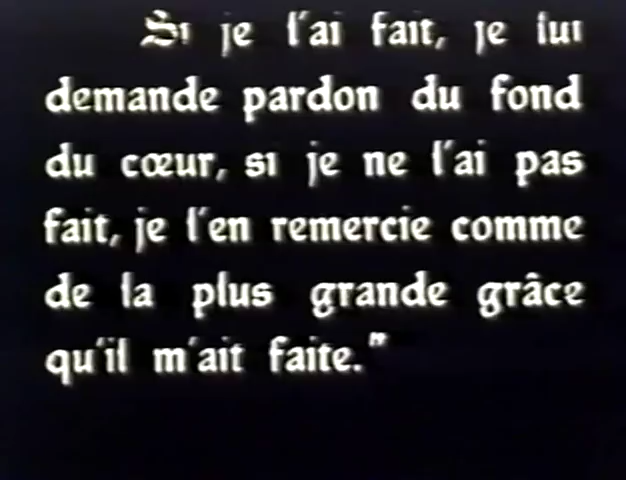 Si je l'ai fait, je lui
demande pardon du fond
du cœur, si je ne l'ai pas
fait, je l'en remercie comme
de la plus grande grâce
qu'il m'ait faite."